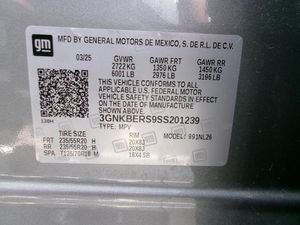 gm
MFD BY GENERAL MOTORS DE MEXICO, S. DE R.L. DE C.V.
03/25 GVWR GAWR FRT GAWR RR
2722 KG 1350 KG 1450 KG
6001 LB 2976 LB 3196 LB
THIS VEHICLE CONFORMS TO ALL
APPLICABLE U.S. FEDERAL MOTOR
VEHICLE SAFETY STANDARDS IN EFFECT
ON THE DATE OF MANUFACTURE
SHOWN ABOVE.
3GNKBERS9SS201239
TYPE: MPV
MODEL:
TIRE SIZE RIM
FRT 235/55R20 H 20X8J
RR 235/55R20 H 20X8J
SPA 18X4.5B